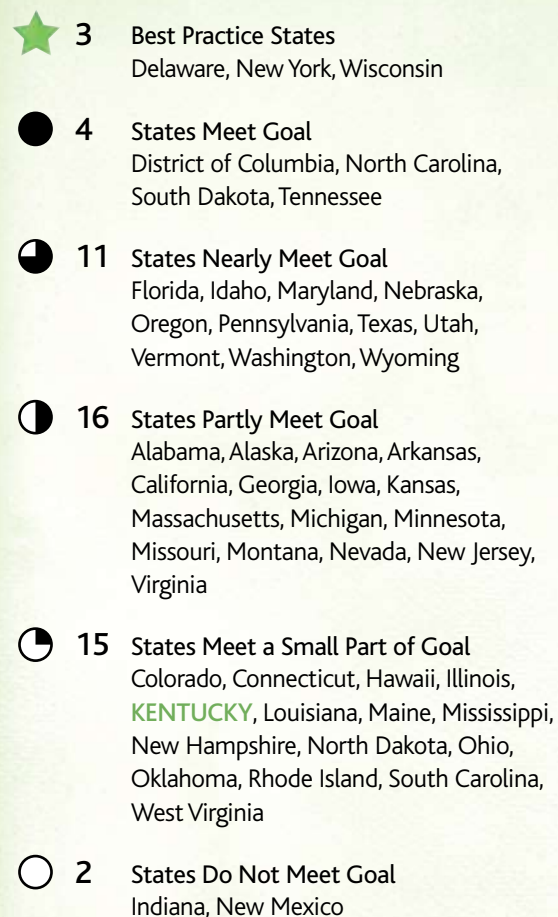 3 Best Practice States
Delaware, New York, Wisconsin
4 States Meet Goal
District of Columbia, North Carolina,
South Dakota, Tennessee
11 States Nearly Meet Goal
Florida, Idaho, Maryland, Nebraska,
Oregon, Pennsylvania, Texas, Utah,
Vermont, Washington, Wyoming
16 States Partly Meet Goal
Alabama, Alaska, Arizona, Arkansas,
California, Georgia, Iowa, Kansas,
Massachusetts, Michigan, Minnesota,
Missouri, Montana, Nevada, New Jersey,
Virginia
15 States Meet a Small Part of Goal
Colorado, Connecticut, Hawaii, Illinois,
KENTUCKY, Louisiana, Maine, Mississippi,
New Hampshire, North Dakota, Ohio,
Oklahoma, Rhode Island, South Carolina,
West Virginia
2 States Do Not Meet Goal
Indiana, New Mexico